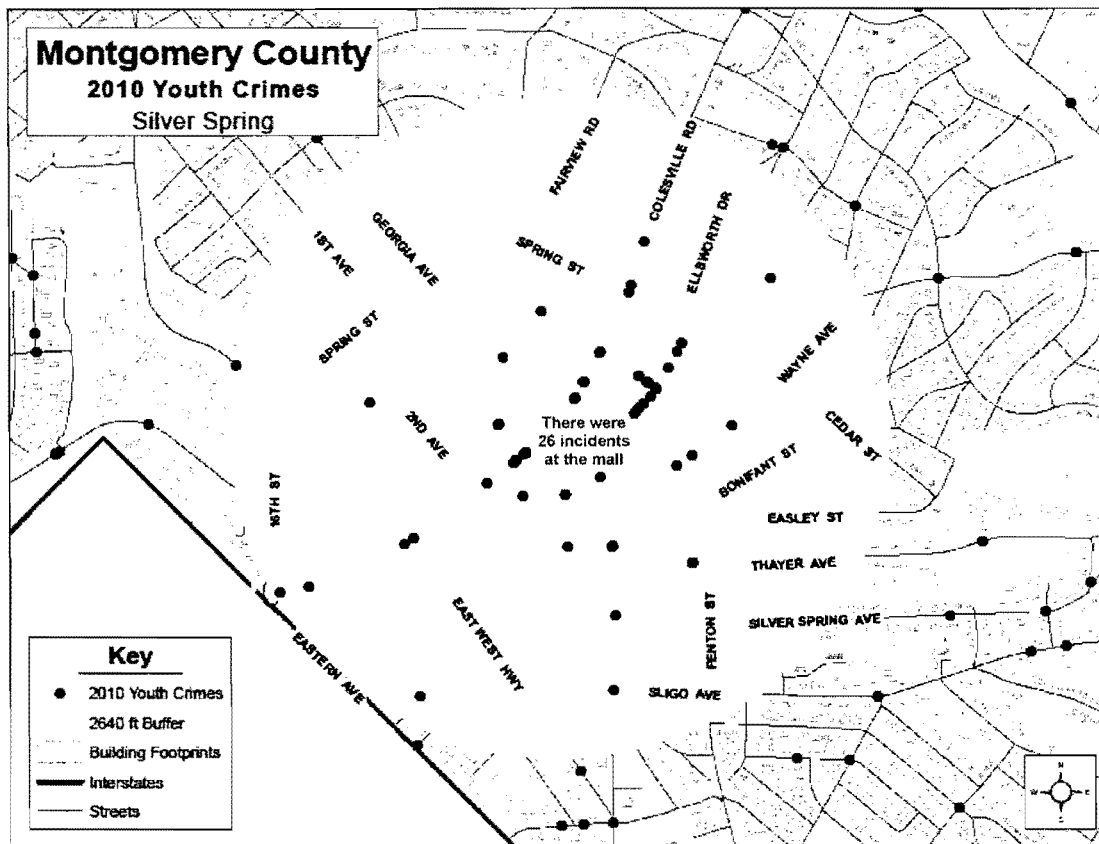 Montgomery County
2010 Youth Crimes
Silver Spring
FAIRVIEW RD
COLESVILLE RD
ELLSWORTH DR
GEORGIA AVE
1ST AVE
SPRING ST
SPRING ST
WAYNE AVE
2ND AVE
CEDAR ST
There were
26 incidents
at the mall
BONIFANT ST
16TH ST
EASLEY ST
THAYER AVE
EAST WEST HWY
FENTON ST
SILVER SPRING AVE
EASTERN AVE
SLIGO AVE
Key
2010 Youth Crimes
2640 ft Buffer
Building Footprints
Interstates
Streets
N
W E
S